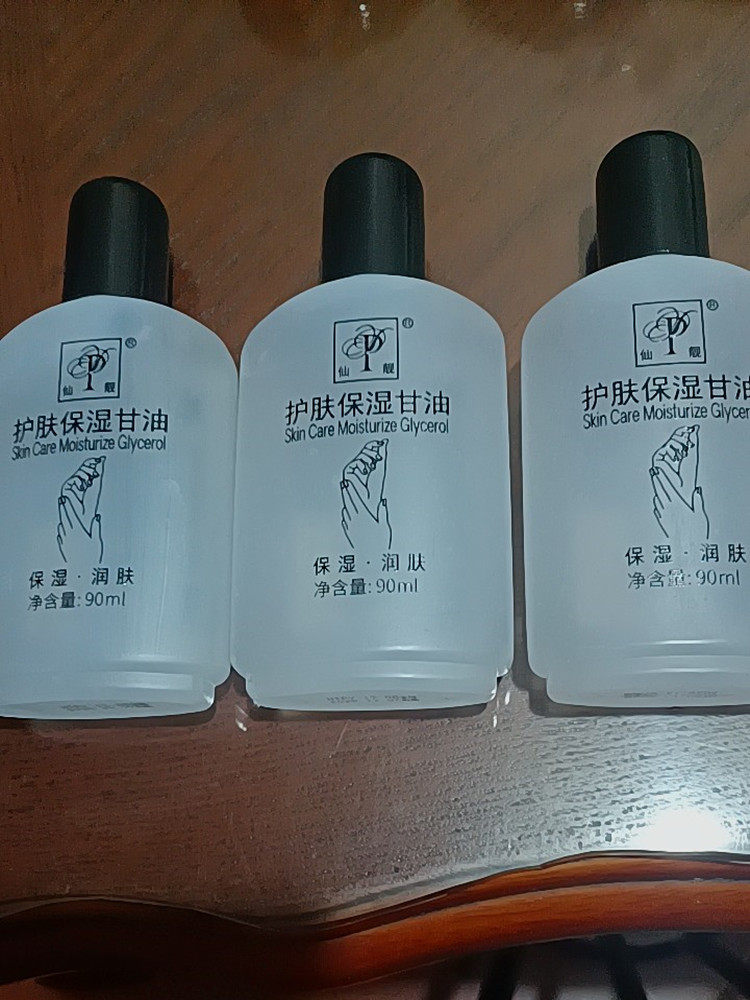 仙 靓 ®
护肤保湿甘油
Skin Care Moisturize Glycerol
保湿·润肤
净含量:90ml
仙 靓 ®
护肤保湿甘油
Skin Care Moisturize Glycerol
保湿·润肤
净含量:90ml
仙 靓 ®
护肤保湿甘油
Skin Care Moisturize Glycer
保湿·润肤
净含量:90ml